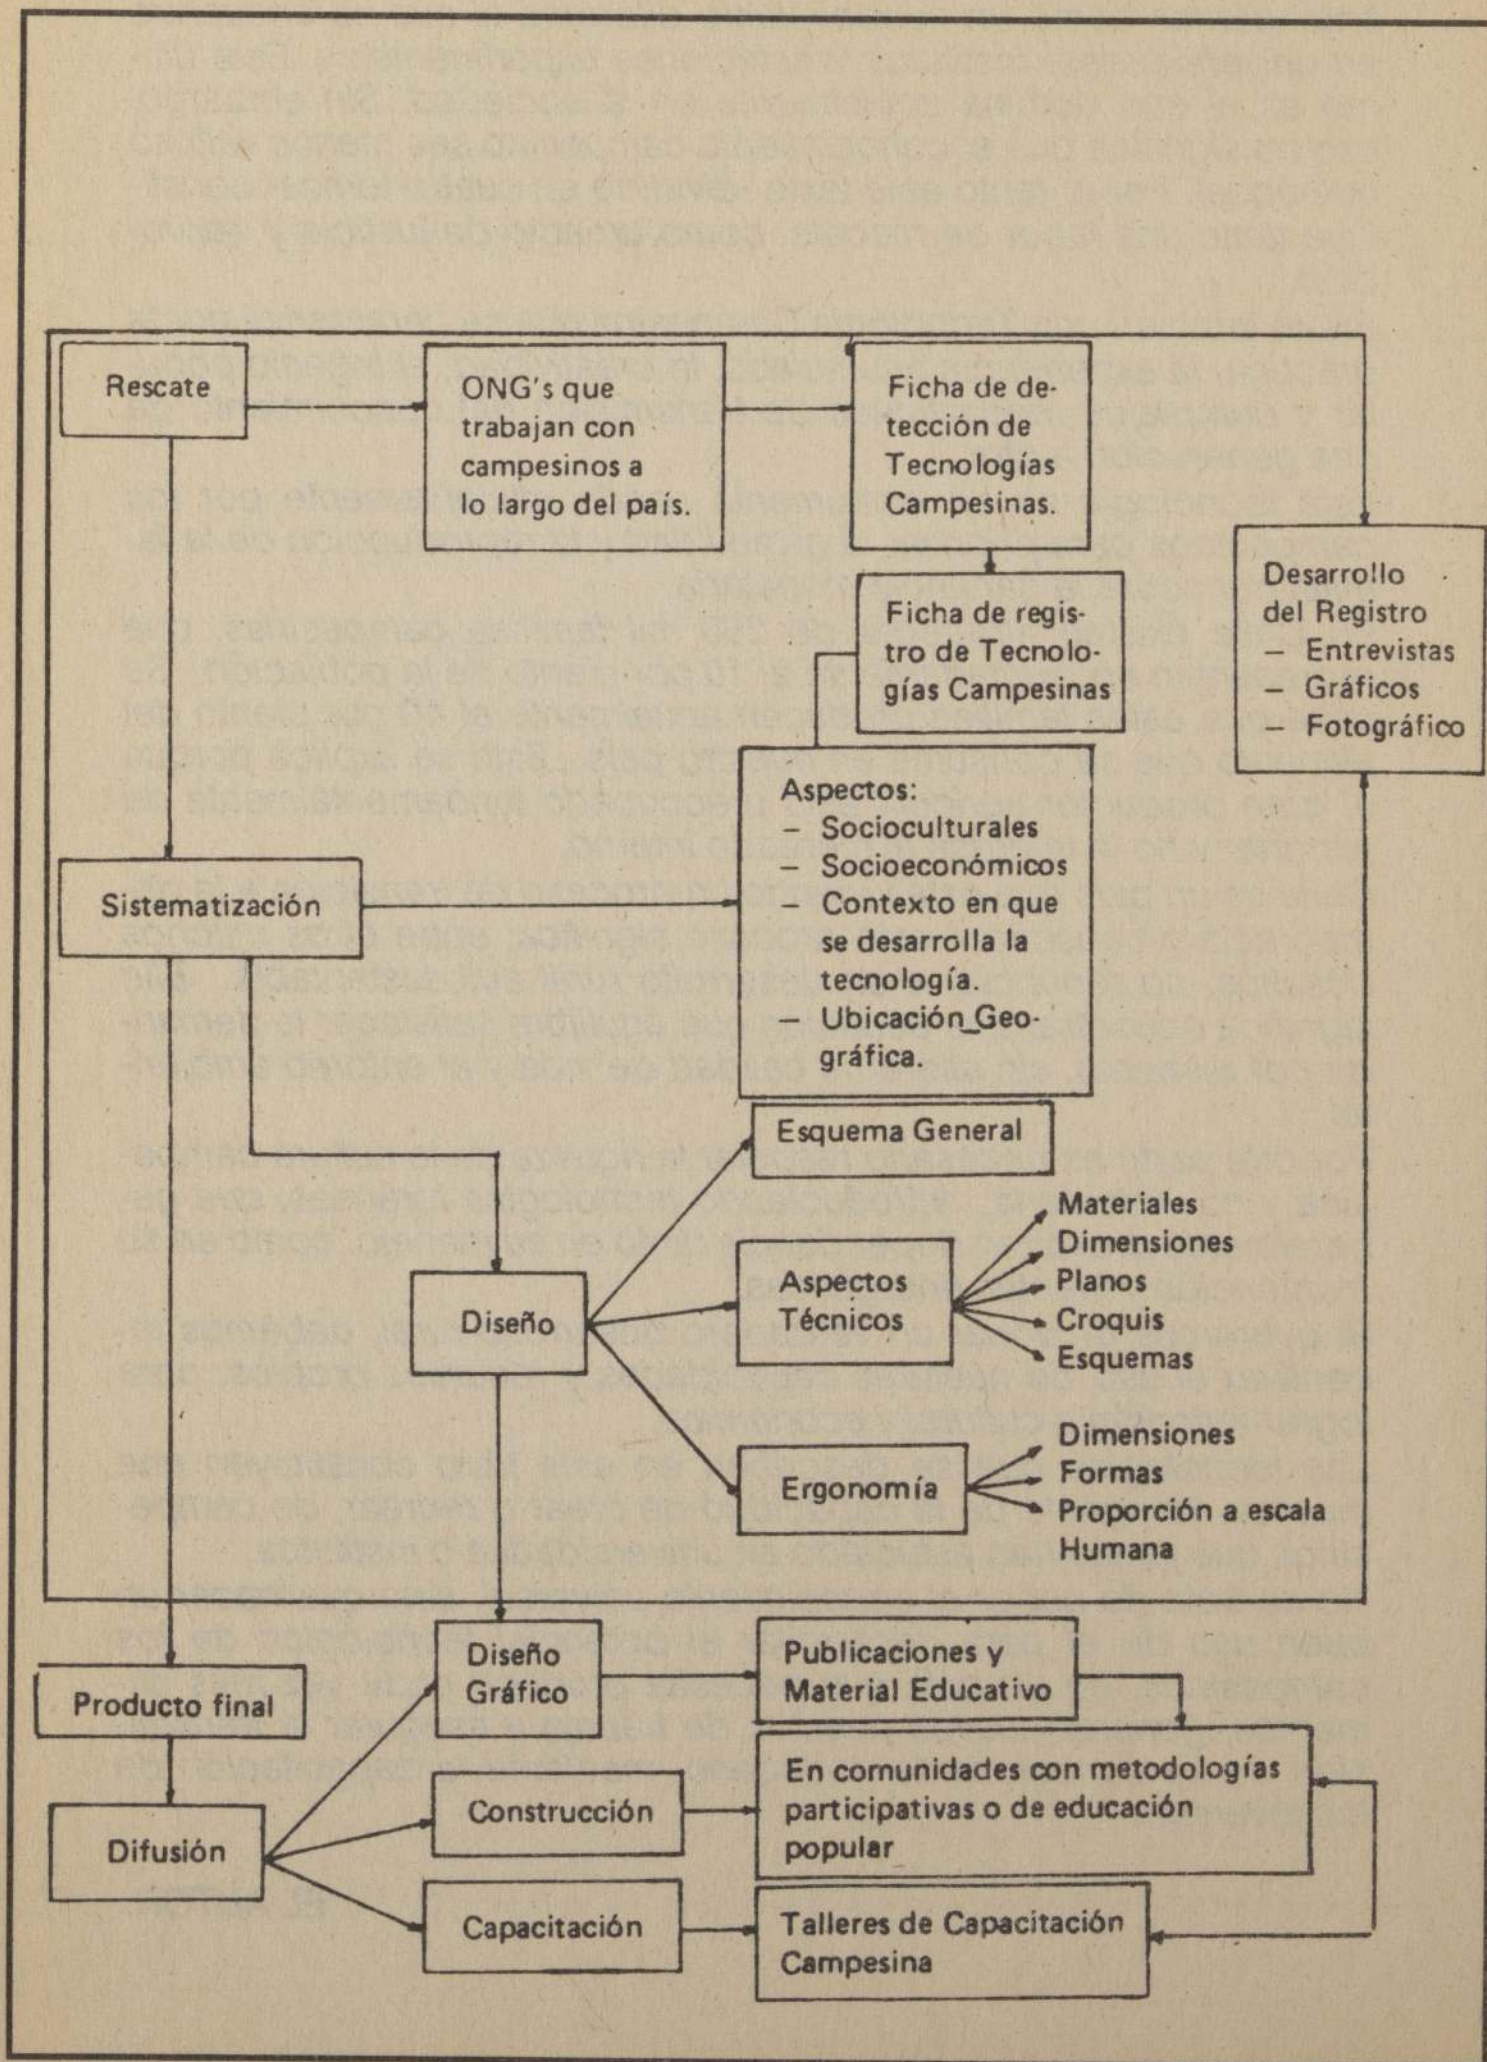 Rescate
ONG's que
trabajan con
campesinos a
lo largo del país.
Ficha de de-
tección de
Tecnologías
Campesinas.
Ficha de regis-
tro de Tecnolo-
gías Campesinas
Desarrollo
del Registro
– Entrevistas
– Gráficos
– Fotográfico
Sistematización
Aspectos:
– Socioculturales
– Socioeconómicos
– Contexto en que
se desarrolla la
tecnología.
– Ubicación_Geo-
gráfica.
Diseño
Esquema General
Aspectos
Técnicos
Materiales
Dimensiones
Planos
Croquis
Esquemas
Ergonomía
Dimensiones
Formas
Proporción a escala
Humana
Producto final
Difusión
Diseño
Gráfico
Publicaciones y
Material Educativo
Construcción
En comunidades con metodologías
participativas o de educación
popular
Capacitación
Talleres de Capacitación
Campesina